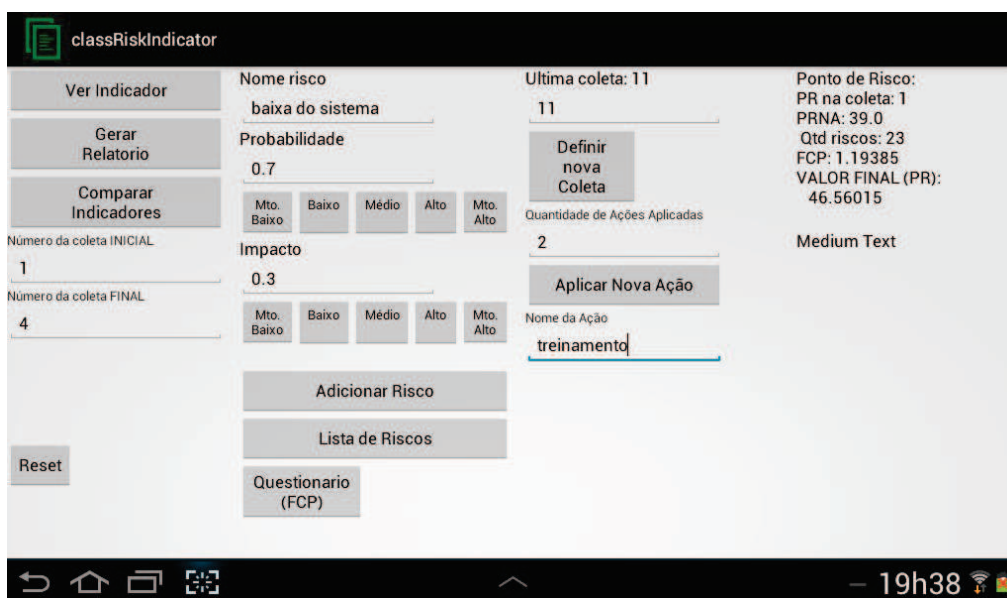 classRiskIndicator
Ver Indicador
Gerar
Relatorio
Comparar
Indicadores
Número da coleta INICIAL
1
Número da coleta FINAL
4
Reset
Nome risco
baixa do sistema
Probabilidade
0.7
Mto.
Baixo
Baixo
Médio
Alto
Mto.
Alto
Impacto
0.3
Mto.
Baixo
Baixo
Médio
Alto
Mto.
Alto
Adicionar Risco
Lista de Riscos
Questionario
(FCP)
Ultima coleta: 11
11
Definir
nova
Coleta
Quantidade de Ações Aplicadas
2
Aplicar Nova Ação
Nome da Ação
treinamento
Ponto de Risco:
PR na coleta: 1
PRNA: 39.0
Qtd riscos: 23
FCP: 1.19385
VALOR FINAL (PR):
46.56015
Medium Text
19h38